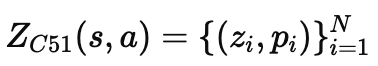 Z_{C51}(s, a) = {(z_i, p_i)}_{i=1}^{N}